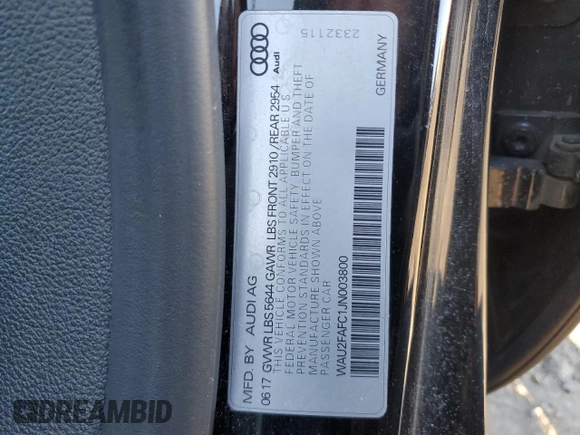 MFD. BY AUDI AG
06 17 GVWR LBS 5644 GAWR LBS FRONT 2910/REAR 2954
THIS VEHICLE CONFORMS TO ALL APPLICABLE U.S.
FEDERAL MOTOR VEHICLE SAFETY, BUMPER AND THEFT
PREVENTION STANDARDS IN EFFECT ON THE DATE OF
MANUFACTURE SHOWN ABOVE
PASSENGER CAR
WAU2FAFC1JN003800
GERMANY
Audi
2332115
DREAMBID